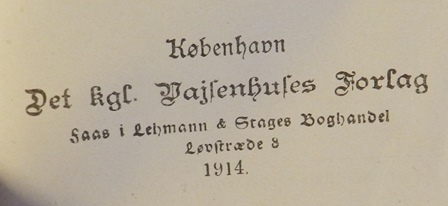 København
Det kgl. Vajsenhuses Forlag
Faas i Lehmann & Stages Boghandel
Løvstræde 8
1914.